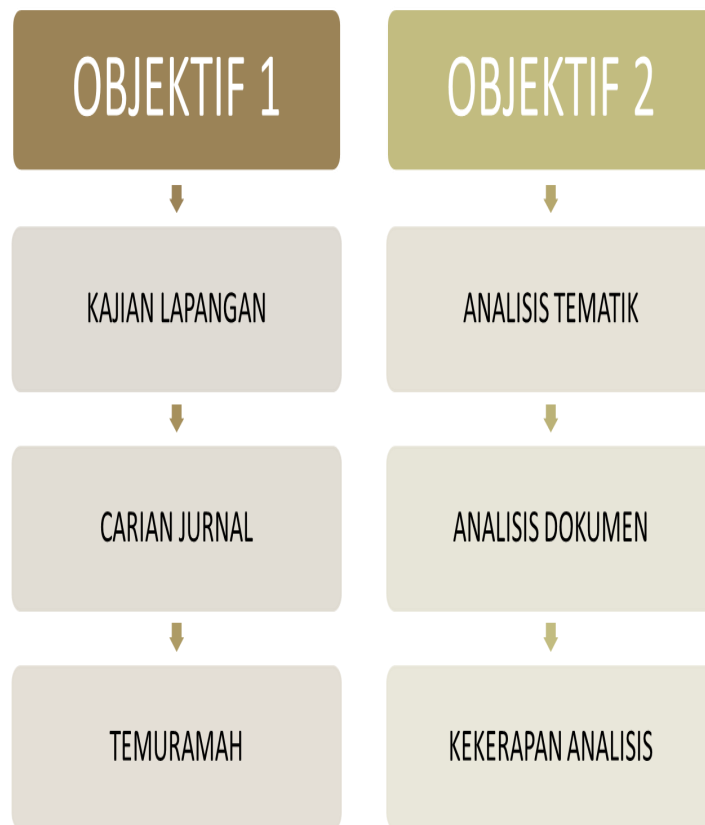 OBJEKTIF 1
KAJIAN LAPANGAN
CARIAN JURNAL
TEMURAMAH
OBJEKTIF 2
ANALISIS TEMATIK
ANALISIS DOKUMEN
KEKERAPAN ANALISIS